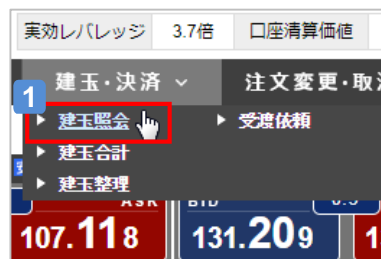 実効レバレッジ 3.7倍 口座清算価値
建玉・決済 注文変更・取
1
建玉照会 受渡依頼
建玉合計
建玉整理
ASK BID
107.118 131.209 1